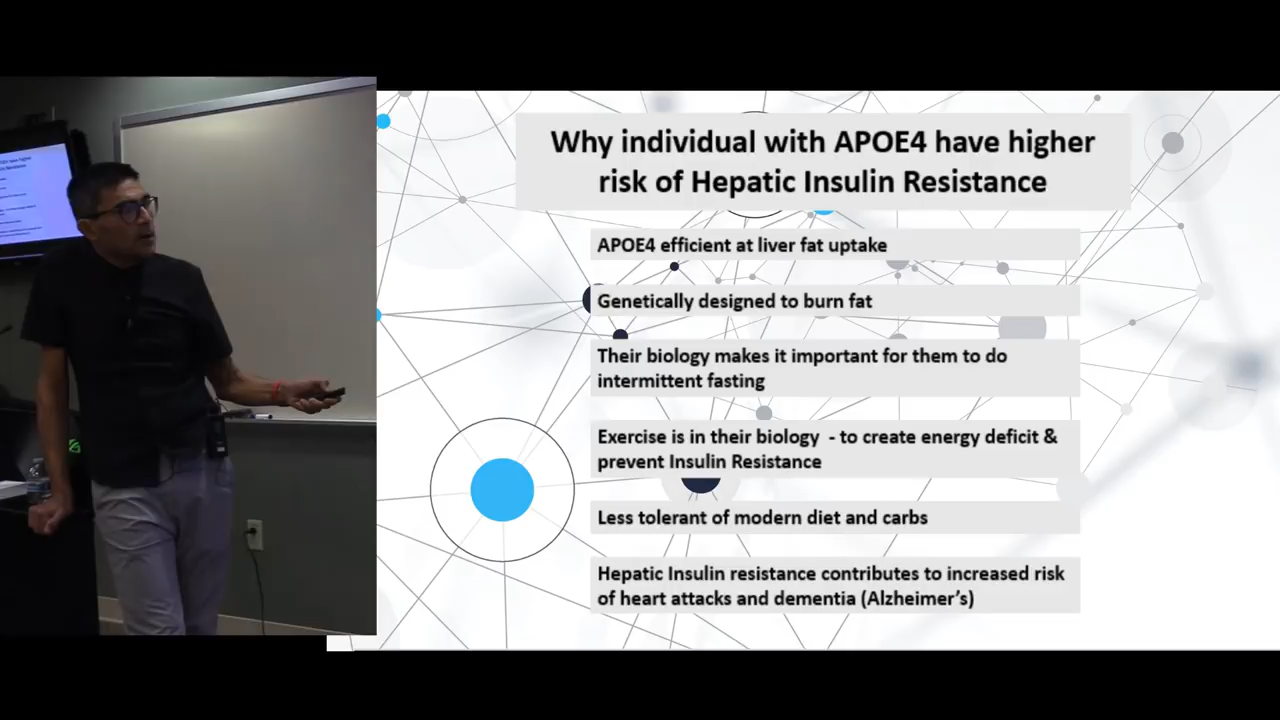 Why individual with APOE4 have higher
risk of Hepatic Insulin Resistance
APOE4 efficient at liver fat uptake
Genetically designed to burn fat
Their biology makes it important for them to do
intermittent fasting
Exercise is in their biology - to create energy deficit &
prevent Insulin Resistance
Less tolerant of modern diet and carbs
Hepatic Insulin resistance contributes to increased risk
of heart attacks and dementia (Alzheimer's)